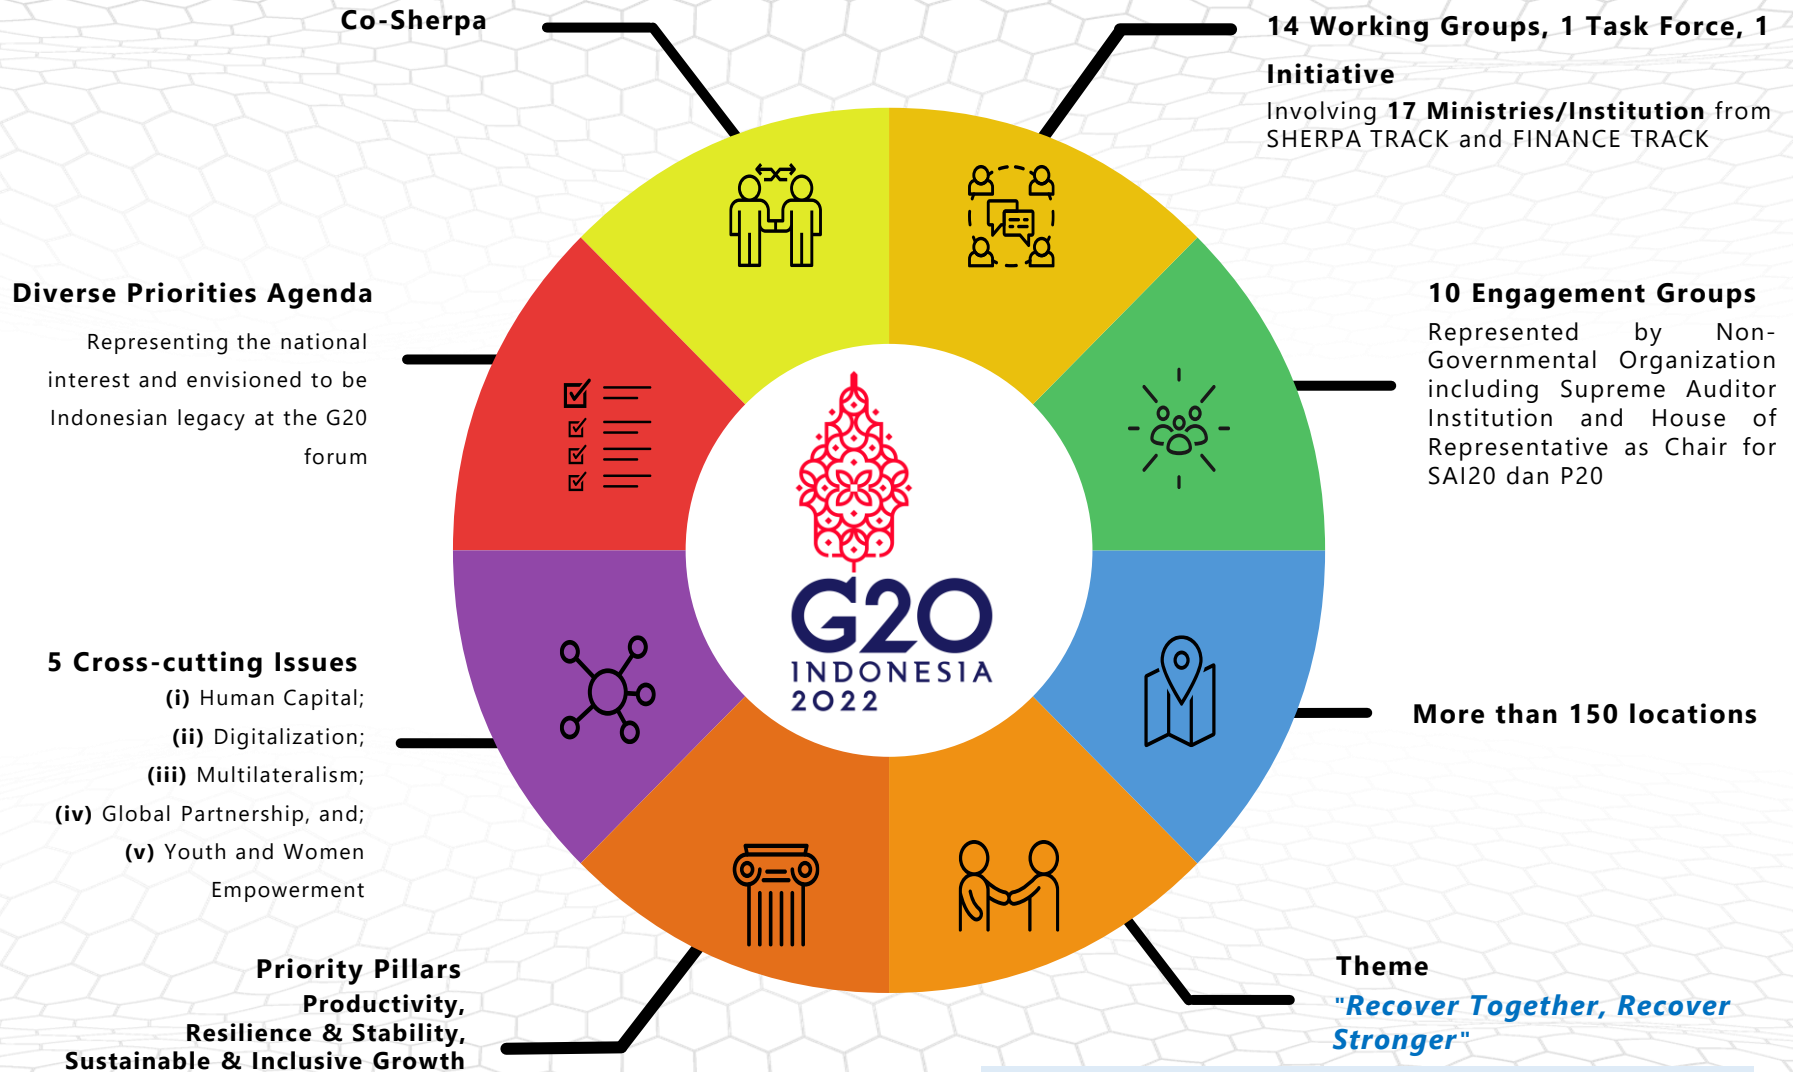 Co-Sherpa
14 Working Groups, 1 Task Force, 1
Initiative
Involving 17 Ministries/Institution from
SHERPA TRACK and FINANCE TRACK
Diverse Priorities Agenda
Representing the national
interest and envisioned to be
Indonesian legacy at the G20
forum
10 Engagement Groups
Represented by Non-
Governmental Organization
including Supreme Auditor
Institution and House of
Representative as Chair for
SAI20 dan P20
G20
INDONESIA
2022
5 Cross-cutting Issues
(i) Human Capital;
(ii) Digitalization;
(iii) Multilateralism;
(iv) Global Partnership, and;
(v) Youth and Women
Empowerment
More than 150 locations
Priority Pillars
Productivity,
Resilience & Stability,
Sustainable & Inclusive Growth
Theme
"Recover Together, Recover
Stronger"